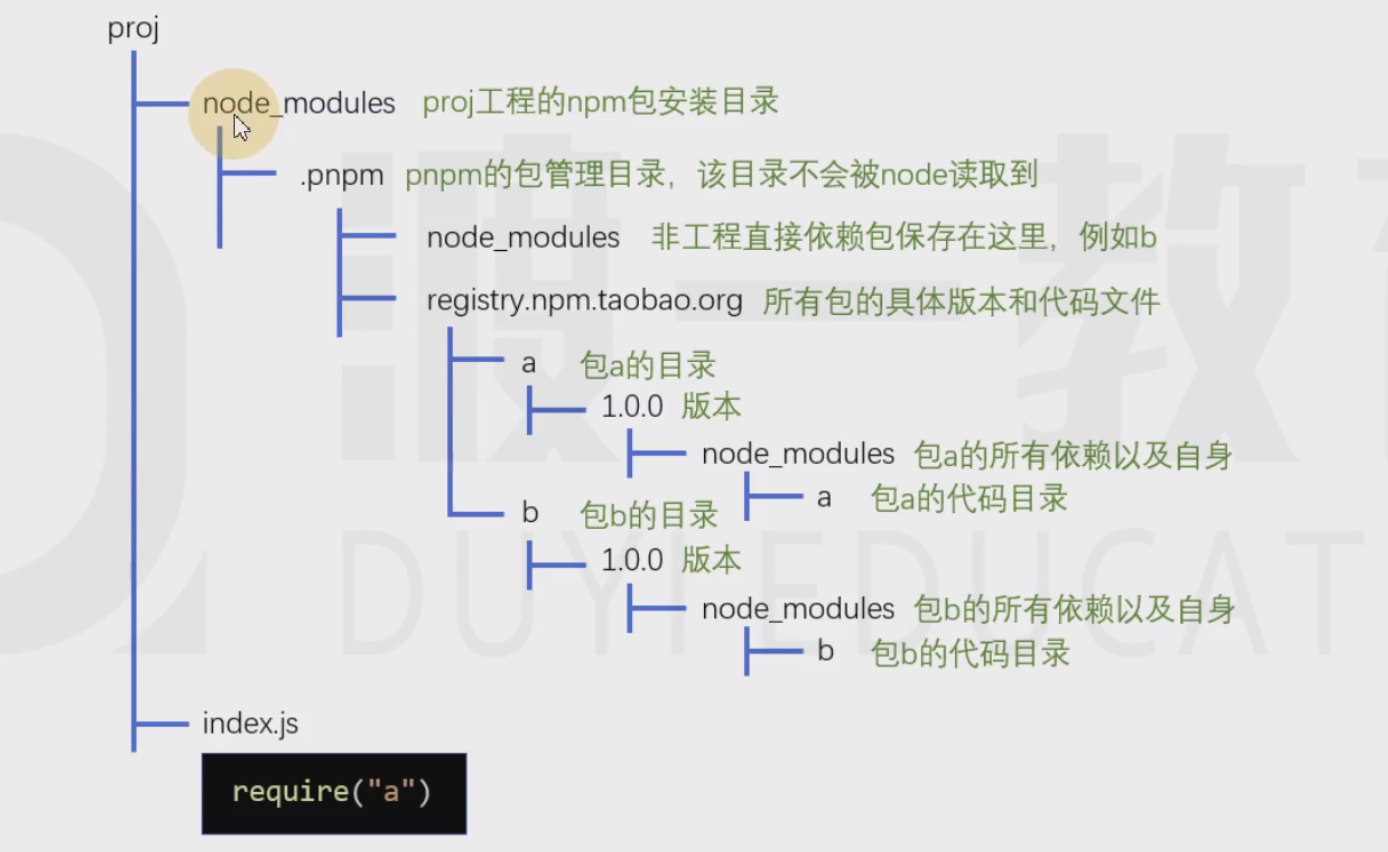 proj
node_modules proj工程的npm包安装目录
.pnpm pnpm的包管理目录，该目录不会被node读取到
node_modules 非工程直接依赖包保存在这里，例如b
registry.npm.taobao.org 所有包的具体版本和代码文件
a 包a的目录
1.0.0 版本
node_modules 包a的所有依赖以及自身
a 包a的代码目录
b 包b的目录
1.0.0 版本
node_modules 包b的所有依赖以及自身
b 包b的代码目录
index.js
require("a")
渡一教
DUYI EDUCAT